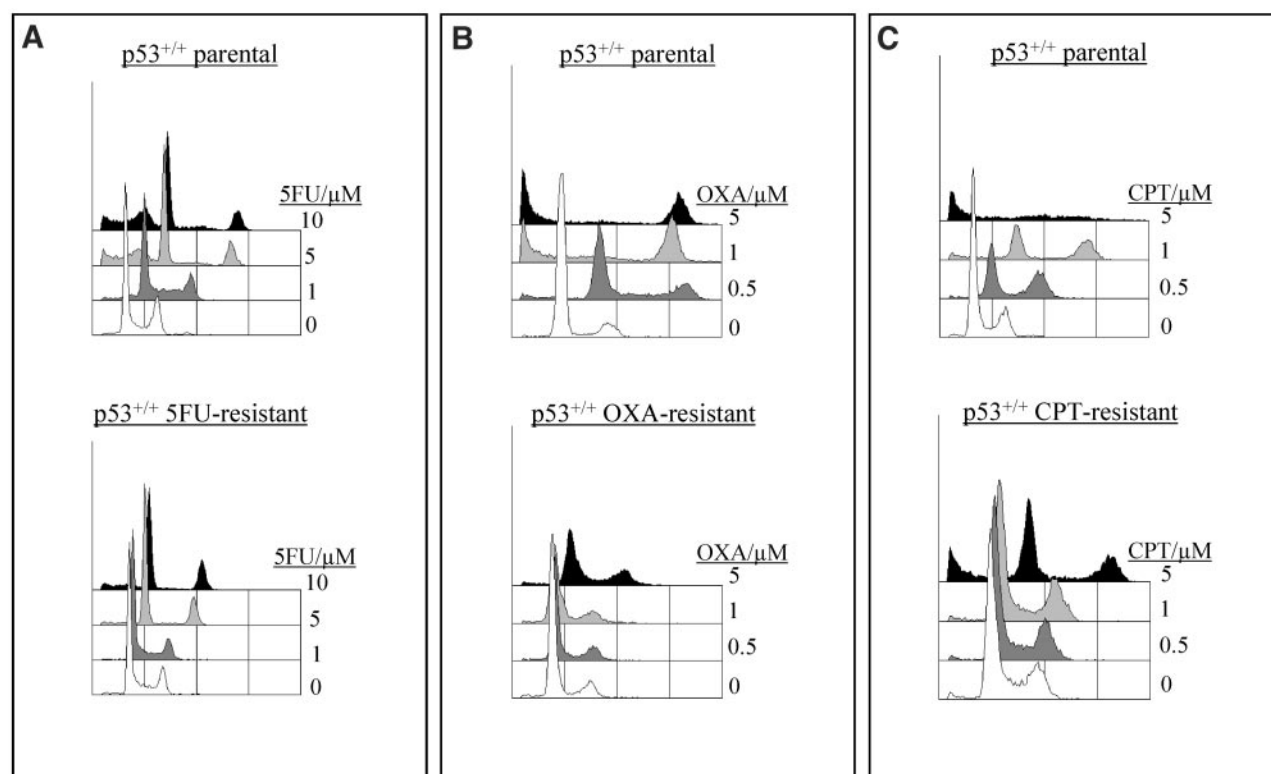 A
p53+/+ parental
5FU/µM
10
5
1
0
p53+/+ 5FU-resistant
5FU/µM
10
5
1
0
B
p53+/+ parental
OXA/µM
5
1
0.5
0
p53+/+ OXA-resistant
OXA/µM
5
1
0.5
0
C
p53+/+ parental
CPT/µM
5
1
0.5
0
p53+/+ CPT-resistant
CPT/µM
5
1
0.5
0